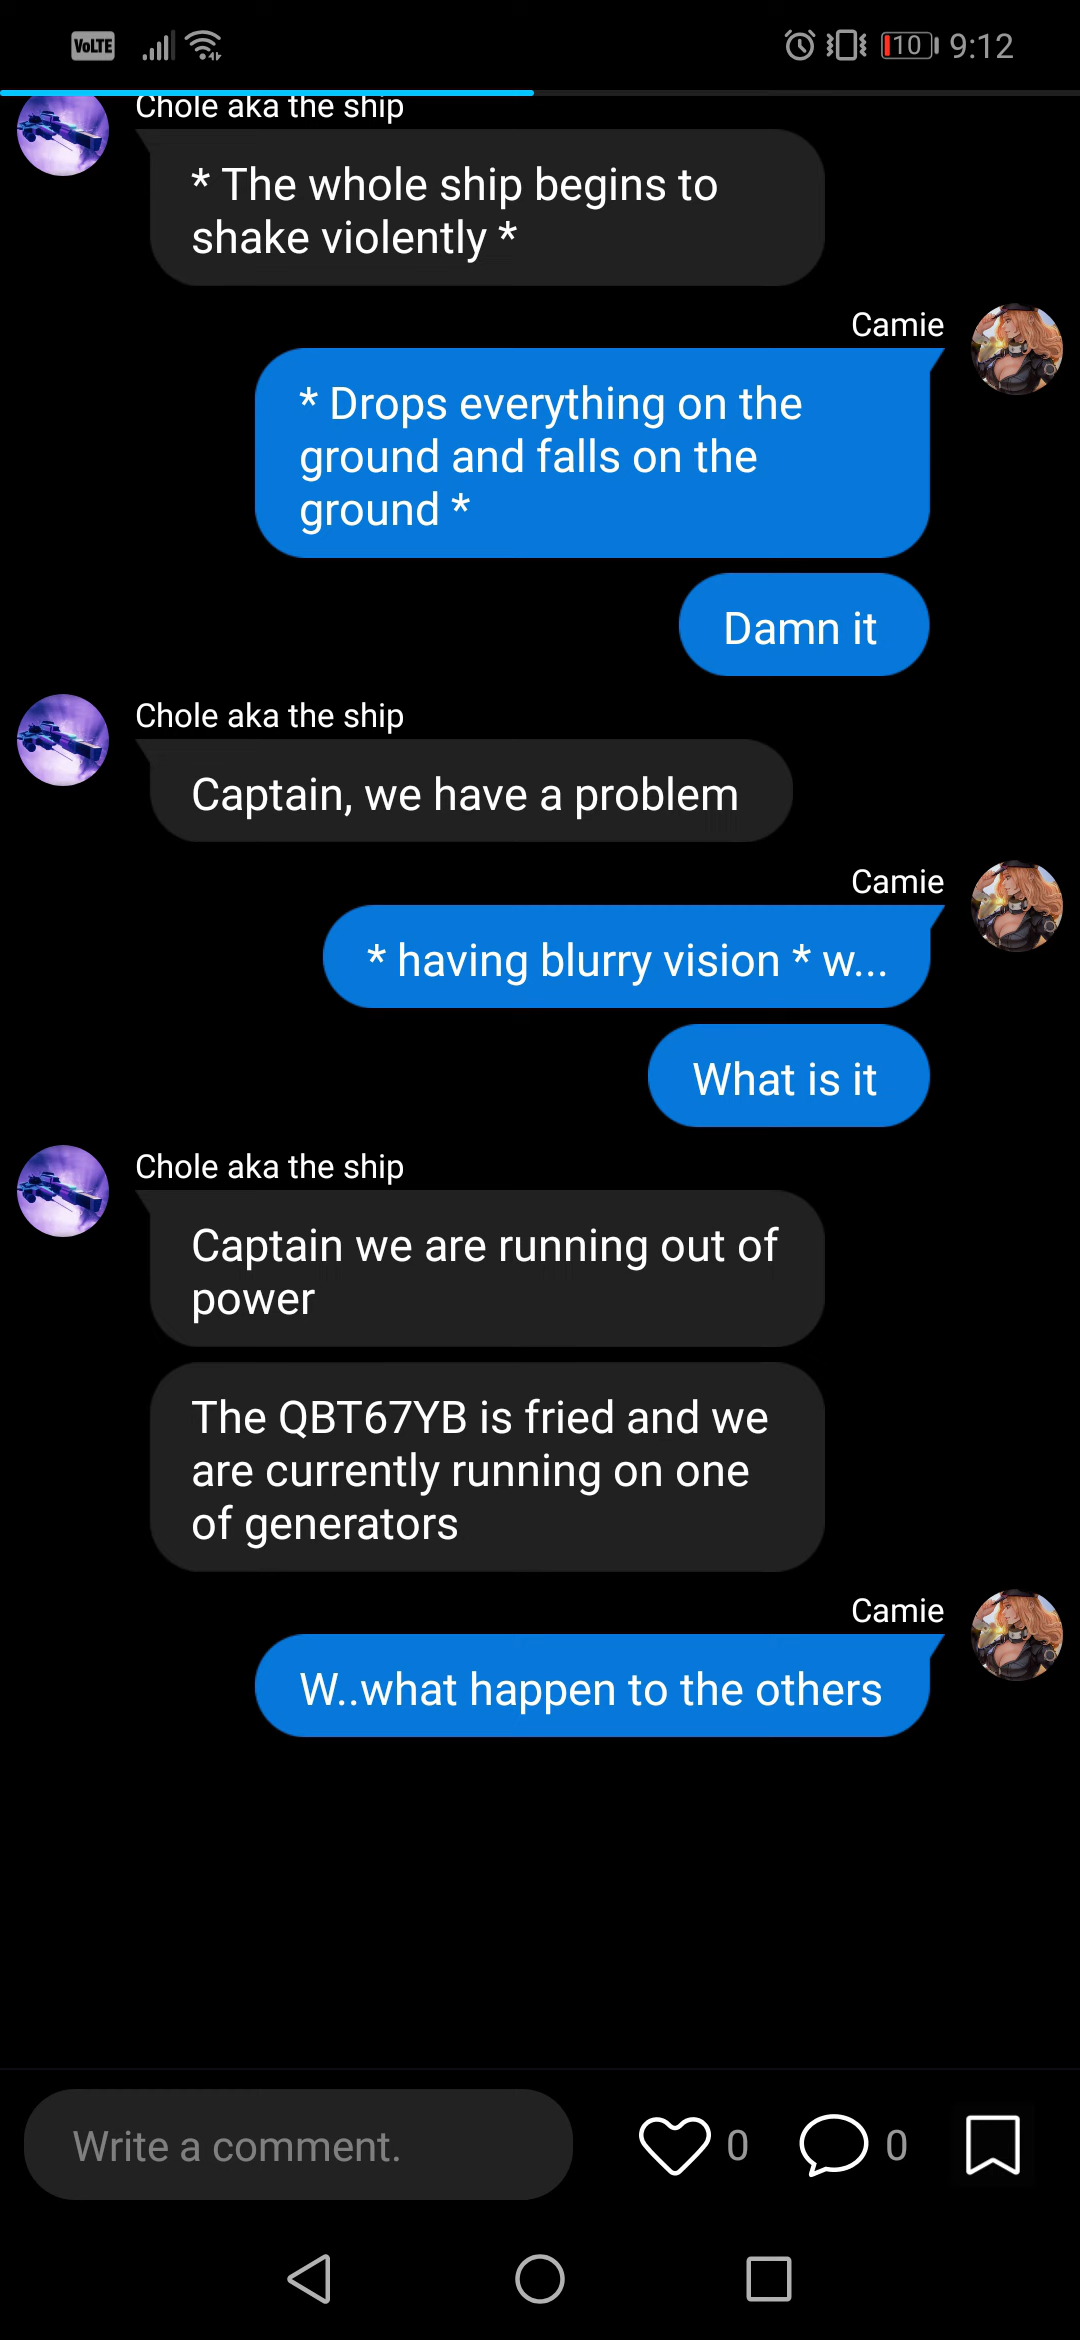 VoLTE
10 9:12
Chole aka the ship
* The whole ship begins to
shake violently *
Camie
* Drops everything on the
ground and falls on the
ground *
Damn it
Chole aka the ship
Captain, we have a problem
Camie
* having blurry vision * w...
What is it
Chole aka the ship
Captain we are running out of
power
The QBT67YB is fried and we
are currently running on one
of generators
Camie
W..what happen to the others
Write a comment.
0
0